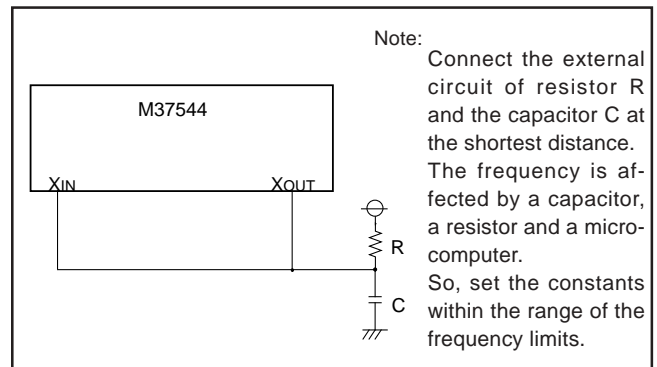 Note:
Connect the external
circuit of resistor R
and the capacitor C at
the shortest distance.
The frequency is af-
fected by a capacitor,
a resistor and a micro-
computer.
So, set the constants
within the range of the
frequency limits.
M37544
XIN XOUT
R
C